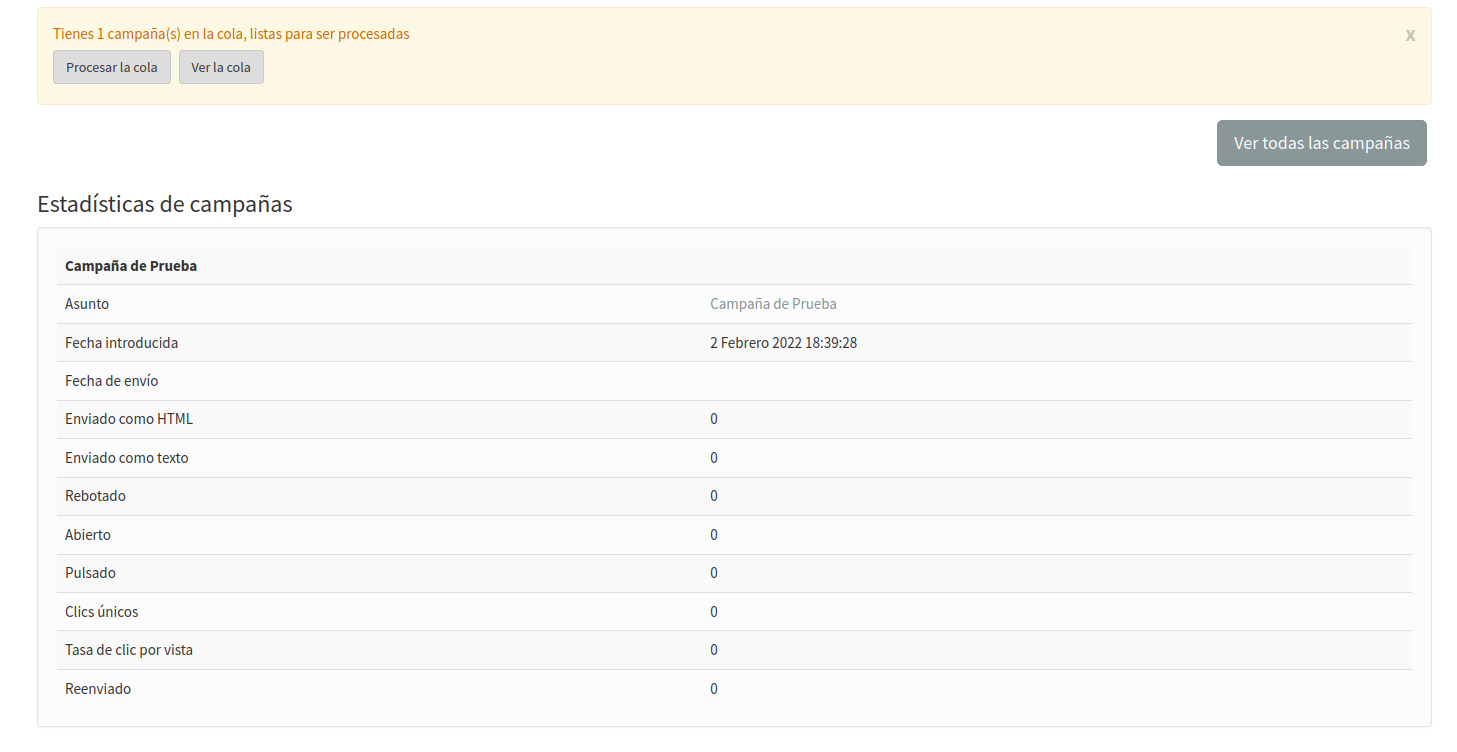 Tienes 1 campaña(s) en la cola, listas para ser procesadas
x
Procesar la cola Ver la cola
Ver todas las campañas
Estadísticas de campañas
Campaña de Prueba
Asunto Campaña de Prueba
Fecha introducida 2 Febrero 2022 18:39:28
Fecha de envío
Enviado como HTML 0
Enviado como texto 0
Rebotado 0
Abierto 0
Pulsado 0
Clics únicos 0
Tasa de clic por vista 0
Reenviado 0